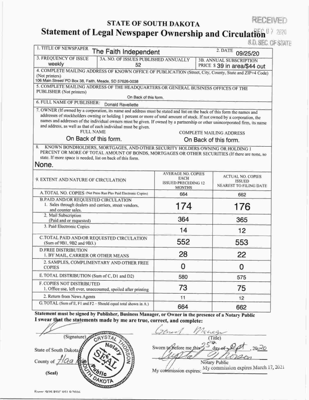 STATE OF SOUTH DAKOTA
RECEIVED
Statement of Legal Newspaper Ownership and Circulation
S.D. SEC. OF STATE
1. TITLE OF NEWSPAPER
The Faith Independent
2. DATE
09/25/20
3. FREQUENCY OF ISSUE
weekly
3A. NO. OF ISSUES PUBLISHED ANNUALLY
52
3B. ANNUAL SUBSCRIPTION
PRICE $ 39 in area/$44 out
4. COMPLETE MAILING ADDRESS OF KNOWN OFFICE OF PUBLICATION (Street, City, County, State and ZIP+4 Code)
(Not printers)
106 Main Street/ PO Box 38, Faith, Meade, SD 57626-0038
5. COMPLETE MAILING ADDRESS OF THE HEADQUARTERS OR GENERAL BUSINESS OFFICES OF THE
PUBLISHER (Not printers)
On Back of this form.
6. FULL NAME OF PUBLISHER:
Donald Ravellette
7. OWNER (If owned by a corporation, its name and address must be stated and list on the back of this form the names and
addresses of stockholders owning or holding 1 percent or more of total amount of stock. If not owned by a corporation, the
names and addresses of the individual owners must be given. If owned by a partnership or other unincorporated firm, its name
and address, as well as that of each individual must be given.
FULL NAME
COMPLETE MAILING ADDRESS
On Back of this form.
On Back of this form.
8. KNOWN BONDHOLDERS, MORTGAGES, AND OTHER SECURITY HOLDERS OWNING OR HOLDING 1
PERCENT OR MORE OF TOTAL AMOUNT OF BONDS, MORTGAGES OR OTHER SECURITIES (If there are none, so
state. If more space is needed, list on back of this form).
None.
9. EXTENT AND NATURE OF CIRCULATION
AVERAGE NO. COPIES
EACH
ISSUED PRECEDING 12
MONTHS
ACTUAL NO. COPIES
ISSUED
NEAREST TO FILING DATE
A. TOTAL NO. COPIES (Net Press Run Plus Paid Electronic Copies)
664
662
B. PAID AND/OR REQUESTED CIRCULATION
1. Sales through dealers and carriers, street vendors,
and counter sales.
174
176
2. Mail Subscription
(Paid and/or requested)
364
365
3. Paid Electronic Copies
14
12
C. TOTAL PAID AND/OR REQUESTED CIRCULATION
(Sum of 9B1, 9B2 and 9B3.)
552
553
D. FREE DISTRIBUTION
1. BY MAIL, CARRIER OR OTHER MEANS
28
22
2. SAMPLES, COMPLIMENTARY AND OTHER FREE
COPIES
0
0
E. TOTAL DISTRIBUTION (Sum of C, D1 and D2)
580
575
F. COPIES NOT DISTRIBUTED
1. Office use, left over, unaccounted, spoiled after printing
73
75
2. Return from News Agents
11
12
G. TOTAL (Sum of E, F1 and F2 - Should equal total shown in A.)
664
662
Statement must be signed by Publisher, Business Manager, or Owner in the presence of a Notary Public
I swear that the statements made by me are true, correct, and complete:
(Signature)
(Title)
State of South Dakota
County of
(Seal)
CRYSTAL
SEAL
SOUTH DAKOTA
Notary Public
My commission expires: My commission expires March 17, 2021